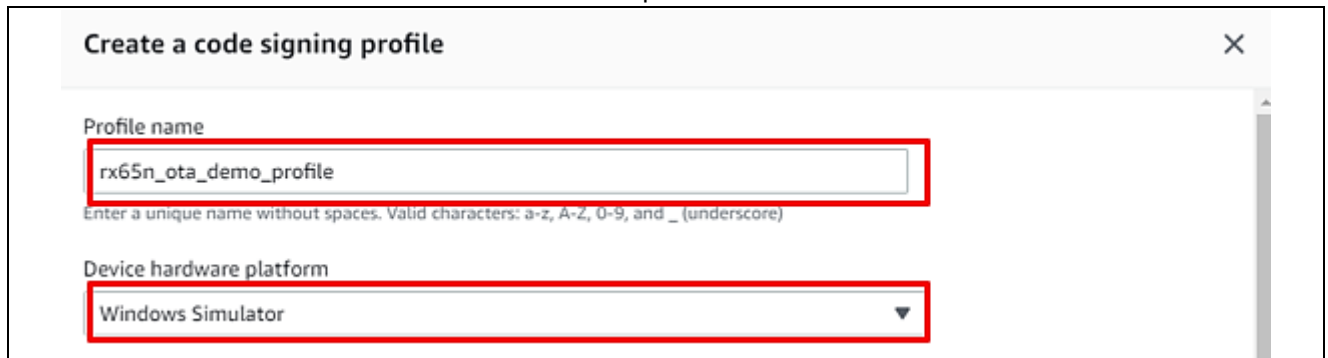 Create a code signing profile
Profile name
rx65n_ota_demo_profile
Enter a unique name without spaces. Valid characters: a-z, A-Z, 0-9, and _ (underscore)
Device hardware platform
Windows Simulator